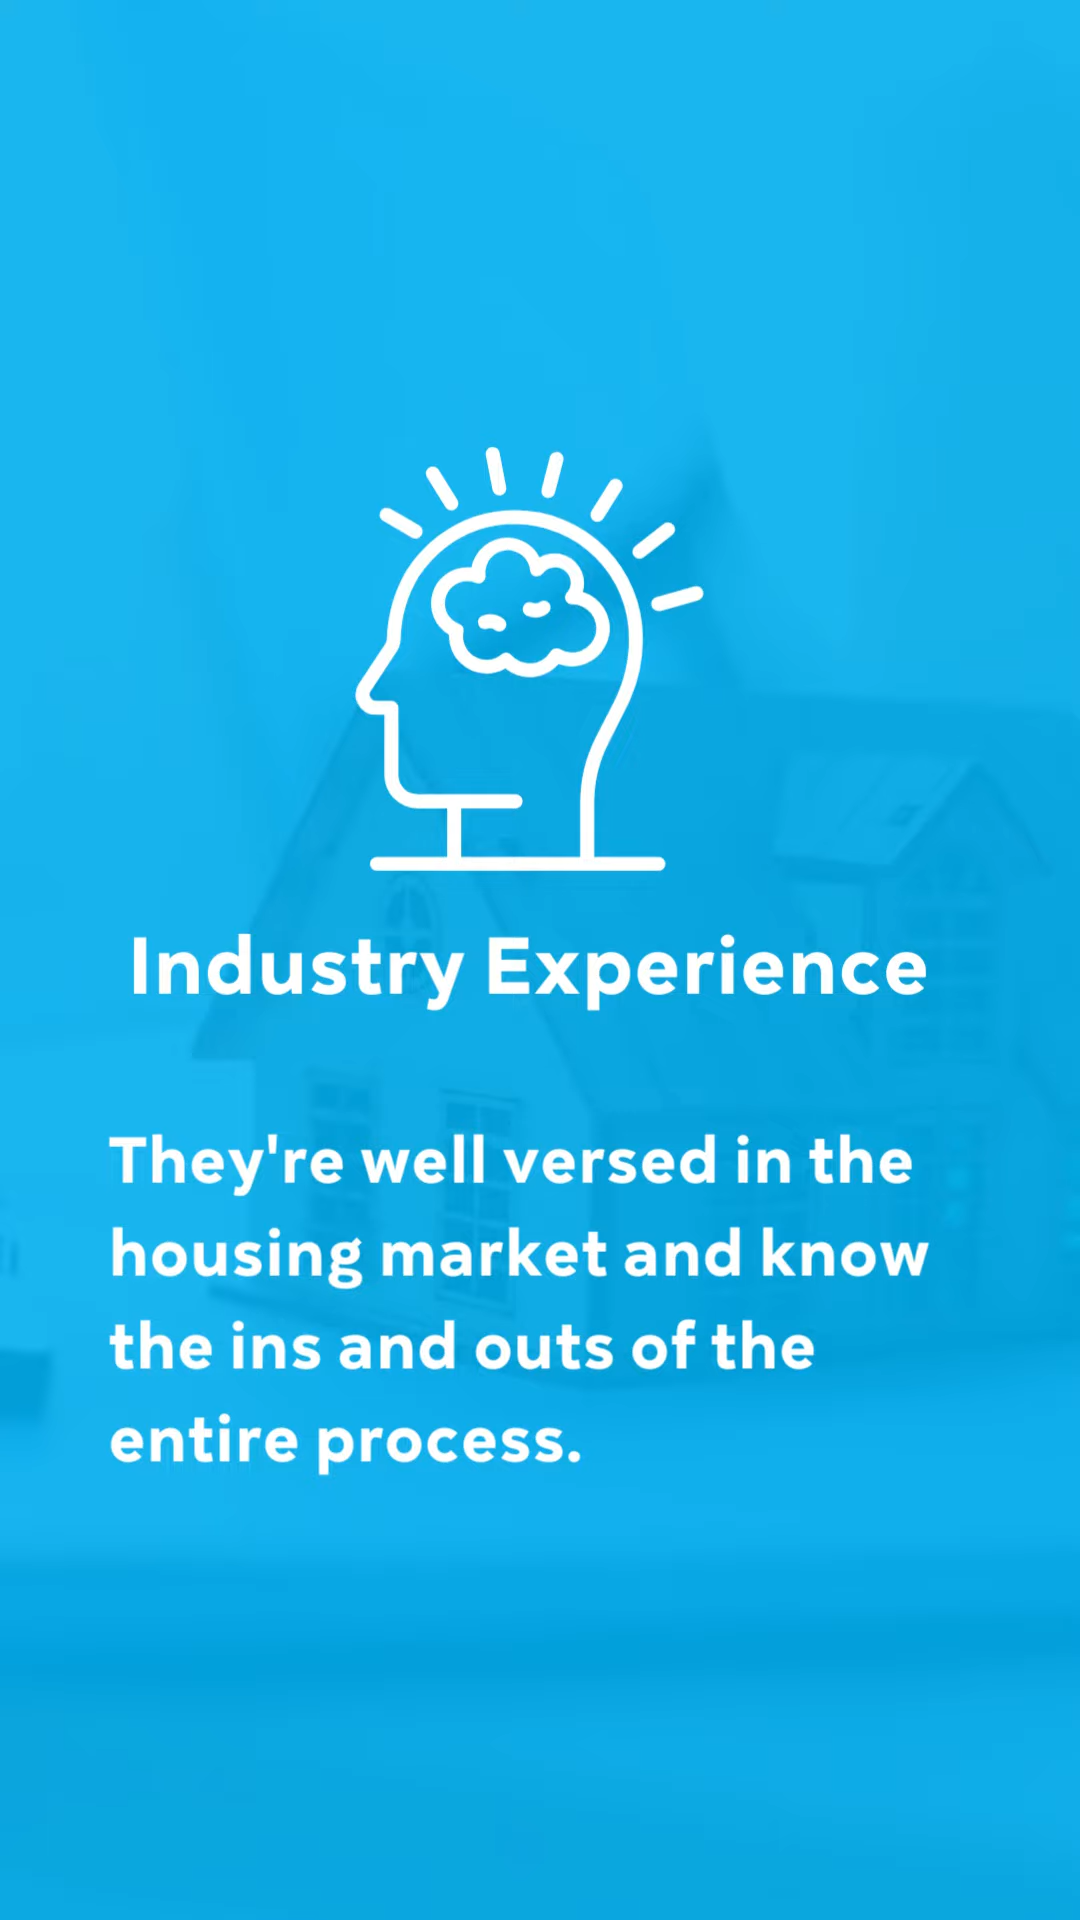 Industry Experience
They're well versed in the
housing market and know
the ins and outs of the
entire process.